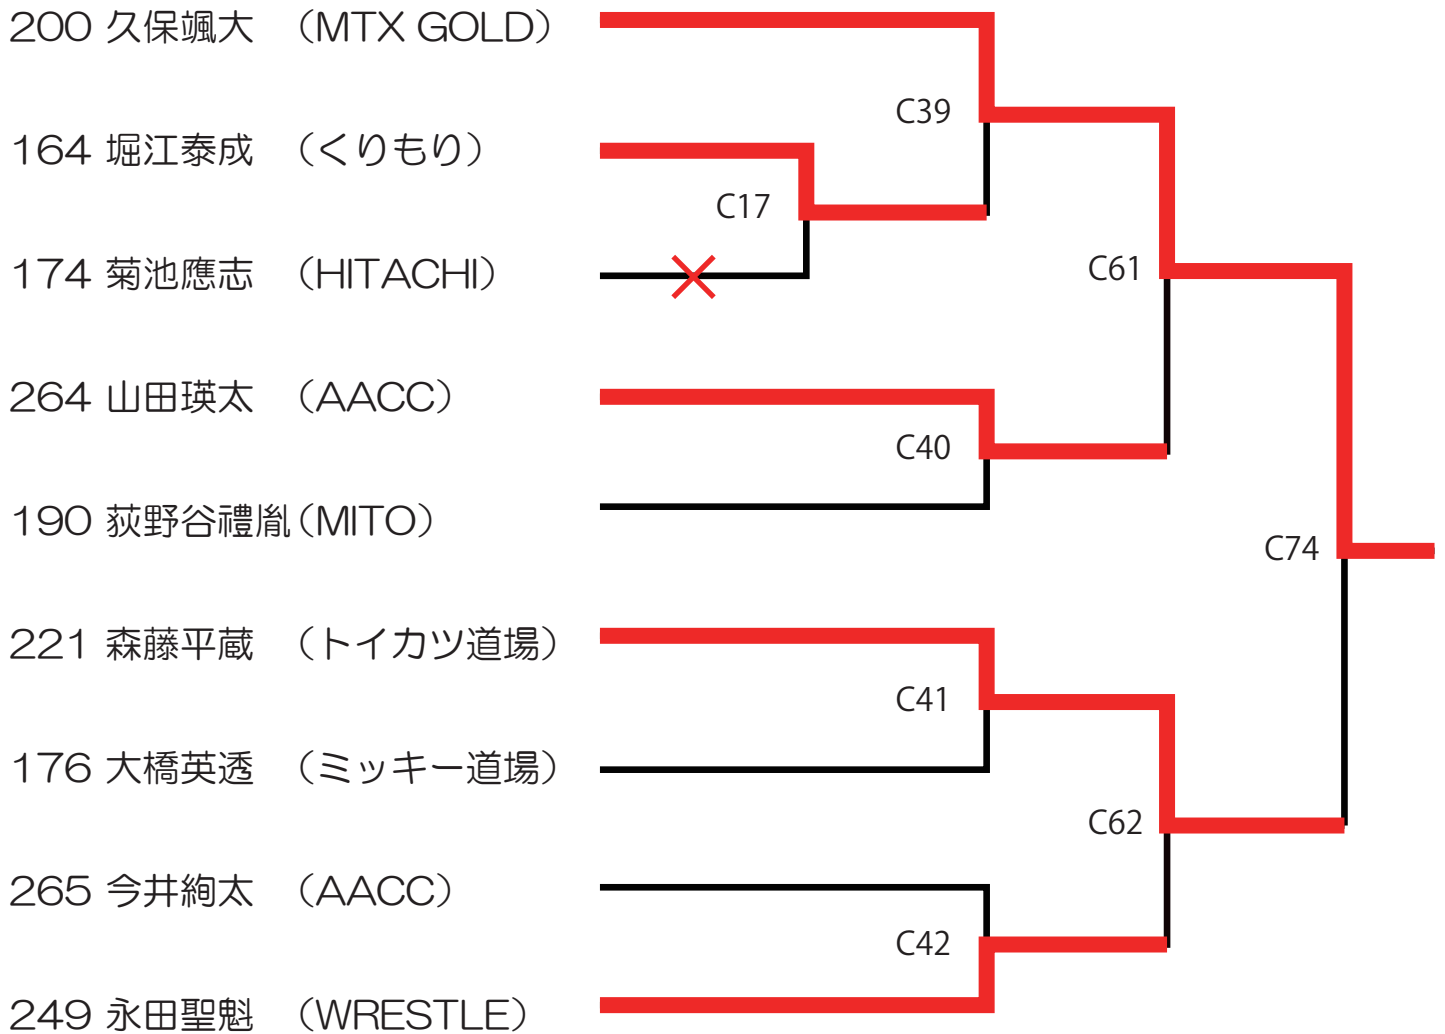 200 久保颯大　（MTX GOLD）
C39
164 堀江泰成　（くりもり）
C17
174 菊池應志　（HITACHI）
C61
264 山田瑛太　（AACC）
C40
190 荻野谷禮胤（MITO）
C74
221 森藤平蔵　（トイカツ道場）
C41
176 大橋英透　（ミッキー道場）
C62
265 今井絢太　（AACC）
C42
249 永田聖魁　（WRESTLE）